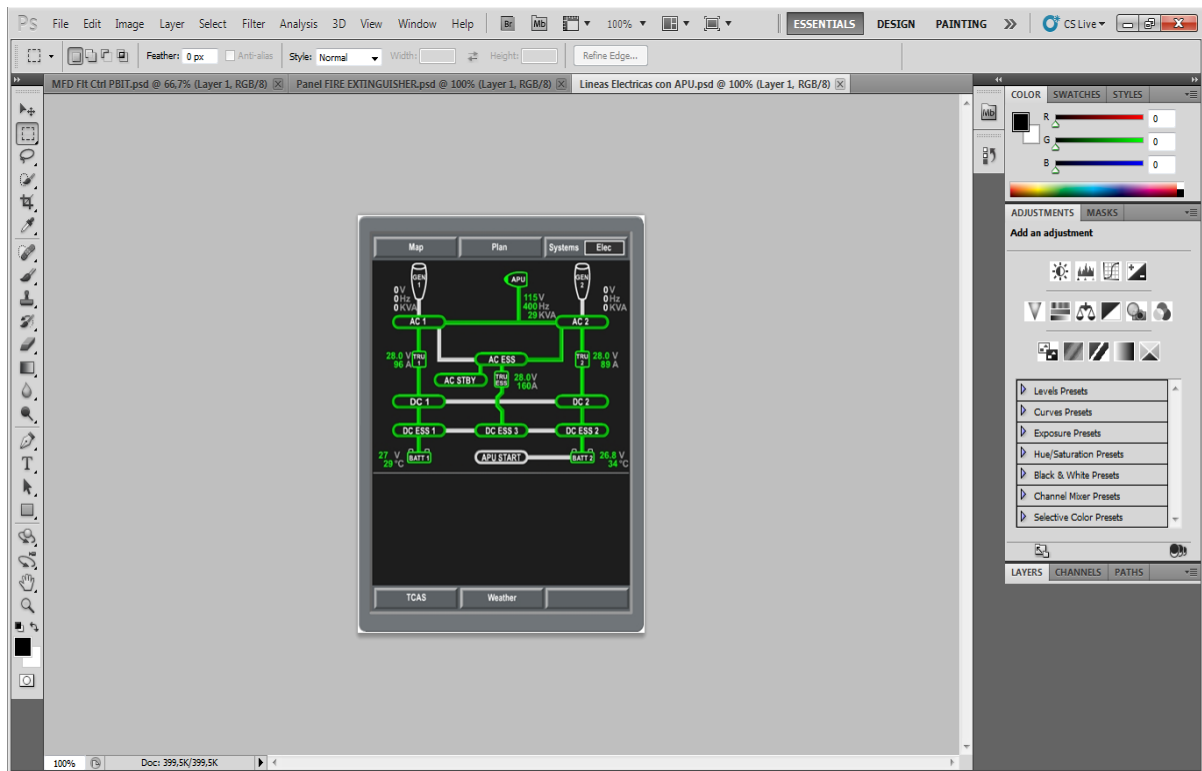 Ps File Edit Image Layer Select Filter Analysis 3D View Window Help Br Mb 100% ESSENTIALS DESIGN PAINTING CS Live
Feather: 0 px Anti-alias Style: Normal Width: Height: Refine Edge...
MFD Flt Ctrl PBIT.psd @ 66,7% (Layer 1, RGB/8) Panel FIRE EXTINGUISHER.psd @ 100% (Layer 1, RGB/8) Lineas Electricas con APU.psd @ 100% (Layer 1, RGB/8)
Mb
COLOR SWATCHES STYLES
R 0
G 0
B 0
ADJUSTMENTS MASKS
Add an adjustment
Levels Presets
Curves Presets
Exposure Presets
Hue/Saturation Presets
Black & White Presets
Channel Mixer Presets
Selective Color Presets
LAYERS CHANNELS PATHS
Map Plan Systems Elec
GEN 1 APU GEN 2
0 V 115 V 0 V
0 Hz 400 Hz 0 Hz
0 KVA 29 KVA 0 KVA
AC 1 AC 2
28.0 V TRU 1 AC ESS TRU 2 28.0 V
96 A 89 A
AC STBY TRU ESS 28.0 V
160 A
DC 1 DC 2
DC ESS 1 DC ESS 3 DC ESS 2
27 V BATT 1 APU START BATT 2 26.8 V
29 °C 34 °C
TCAS Weather
100% Doc: 399,5K/399,5K